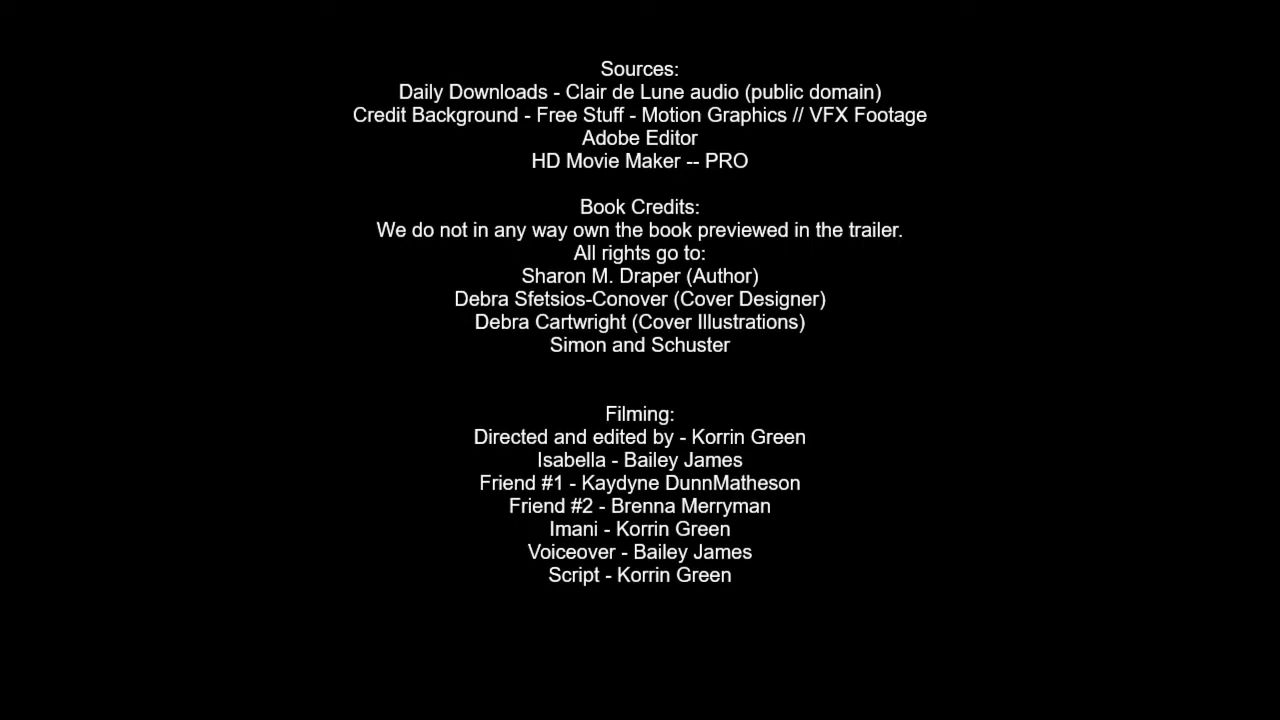 Sources:
Daily Downloads - Clair de Lune audio (public domain)
Credit Background - Free Stuff - Motion Graphics // VFX Footage
Adobe Editor
HD Movie Maker -- PRO
Book Credits:
We do not in any way own the book previewed in the trailer.
All rights go to:
Sharon M. Draper (Author)
Debra Sfetsios-Conover (Cover Designer)
Debra Cartwright (Cover Illustrations)
Simon and Schuster
Filming:
Directed and edited by - Korrin Green
Isabella - Bailey James
Friend #1 - Kaydyne DunnMatheson
Friend #2 - Brenna Merryman
Imani - Korrin Green
Voiceover - Bailey James
Script - Korrin Green